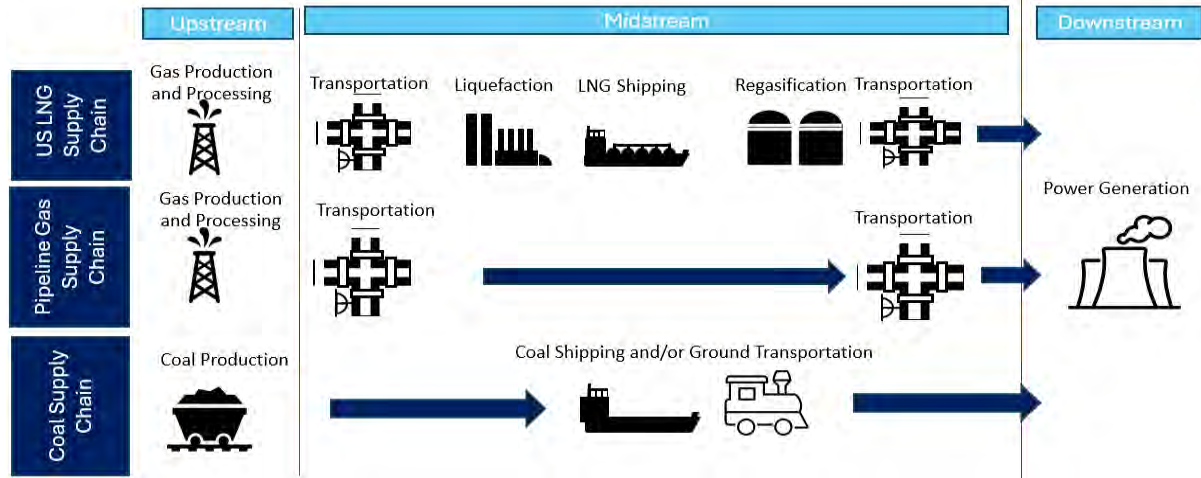 Upstream
Midstream
Downstream
US LNG
Supply
Chain
Gas Production
and Processing
Transportation
Liquefaction
LNG Shipping
Regasification
Transportation
Pipeline Gas
Supply
Chain
Gas Production
and Processing
Transportation
Transportation
Power Generation
Coal Supply
Chain
Coal Production
Coal Shipping and/or Ground Transportation